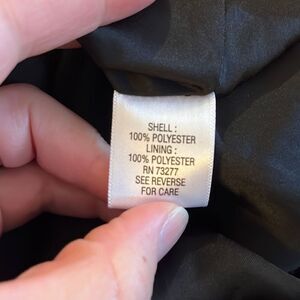 SHELL :
100% POLYESTER
LINING :
100% POLYESTER
RN 73277
SEE REVERSE
FOR CARE